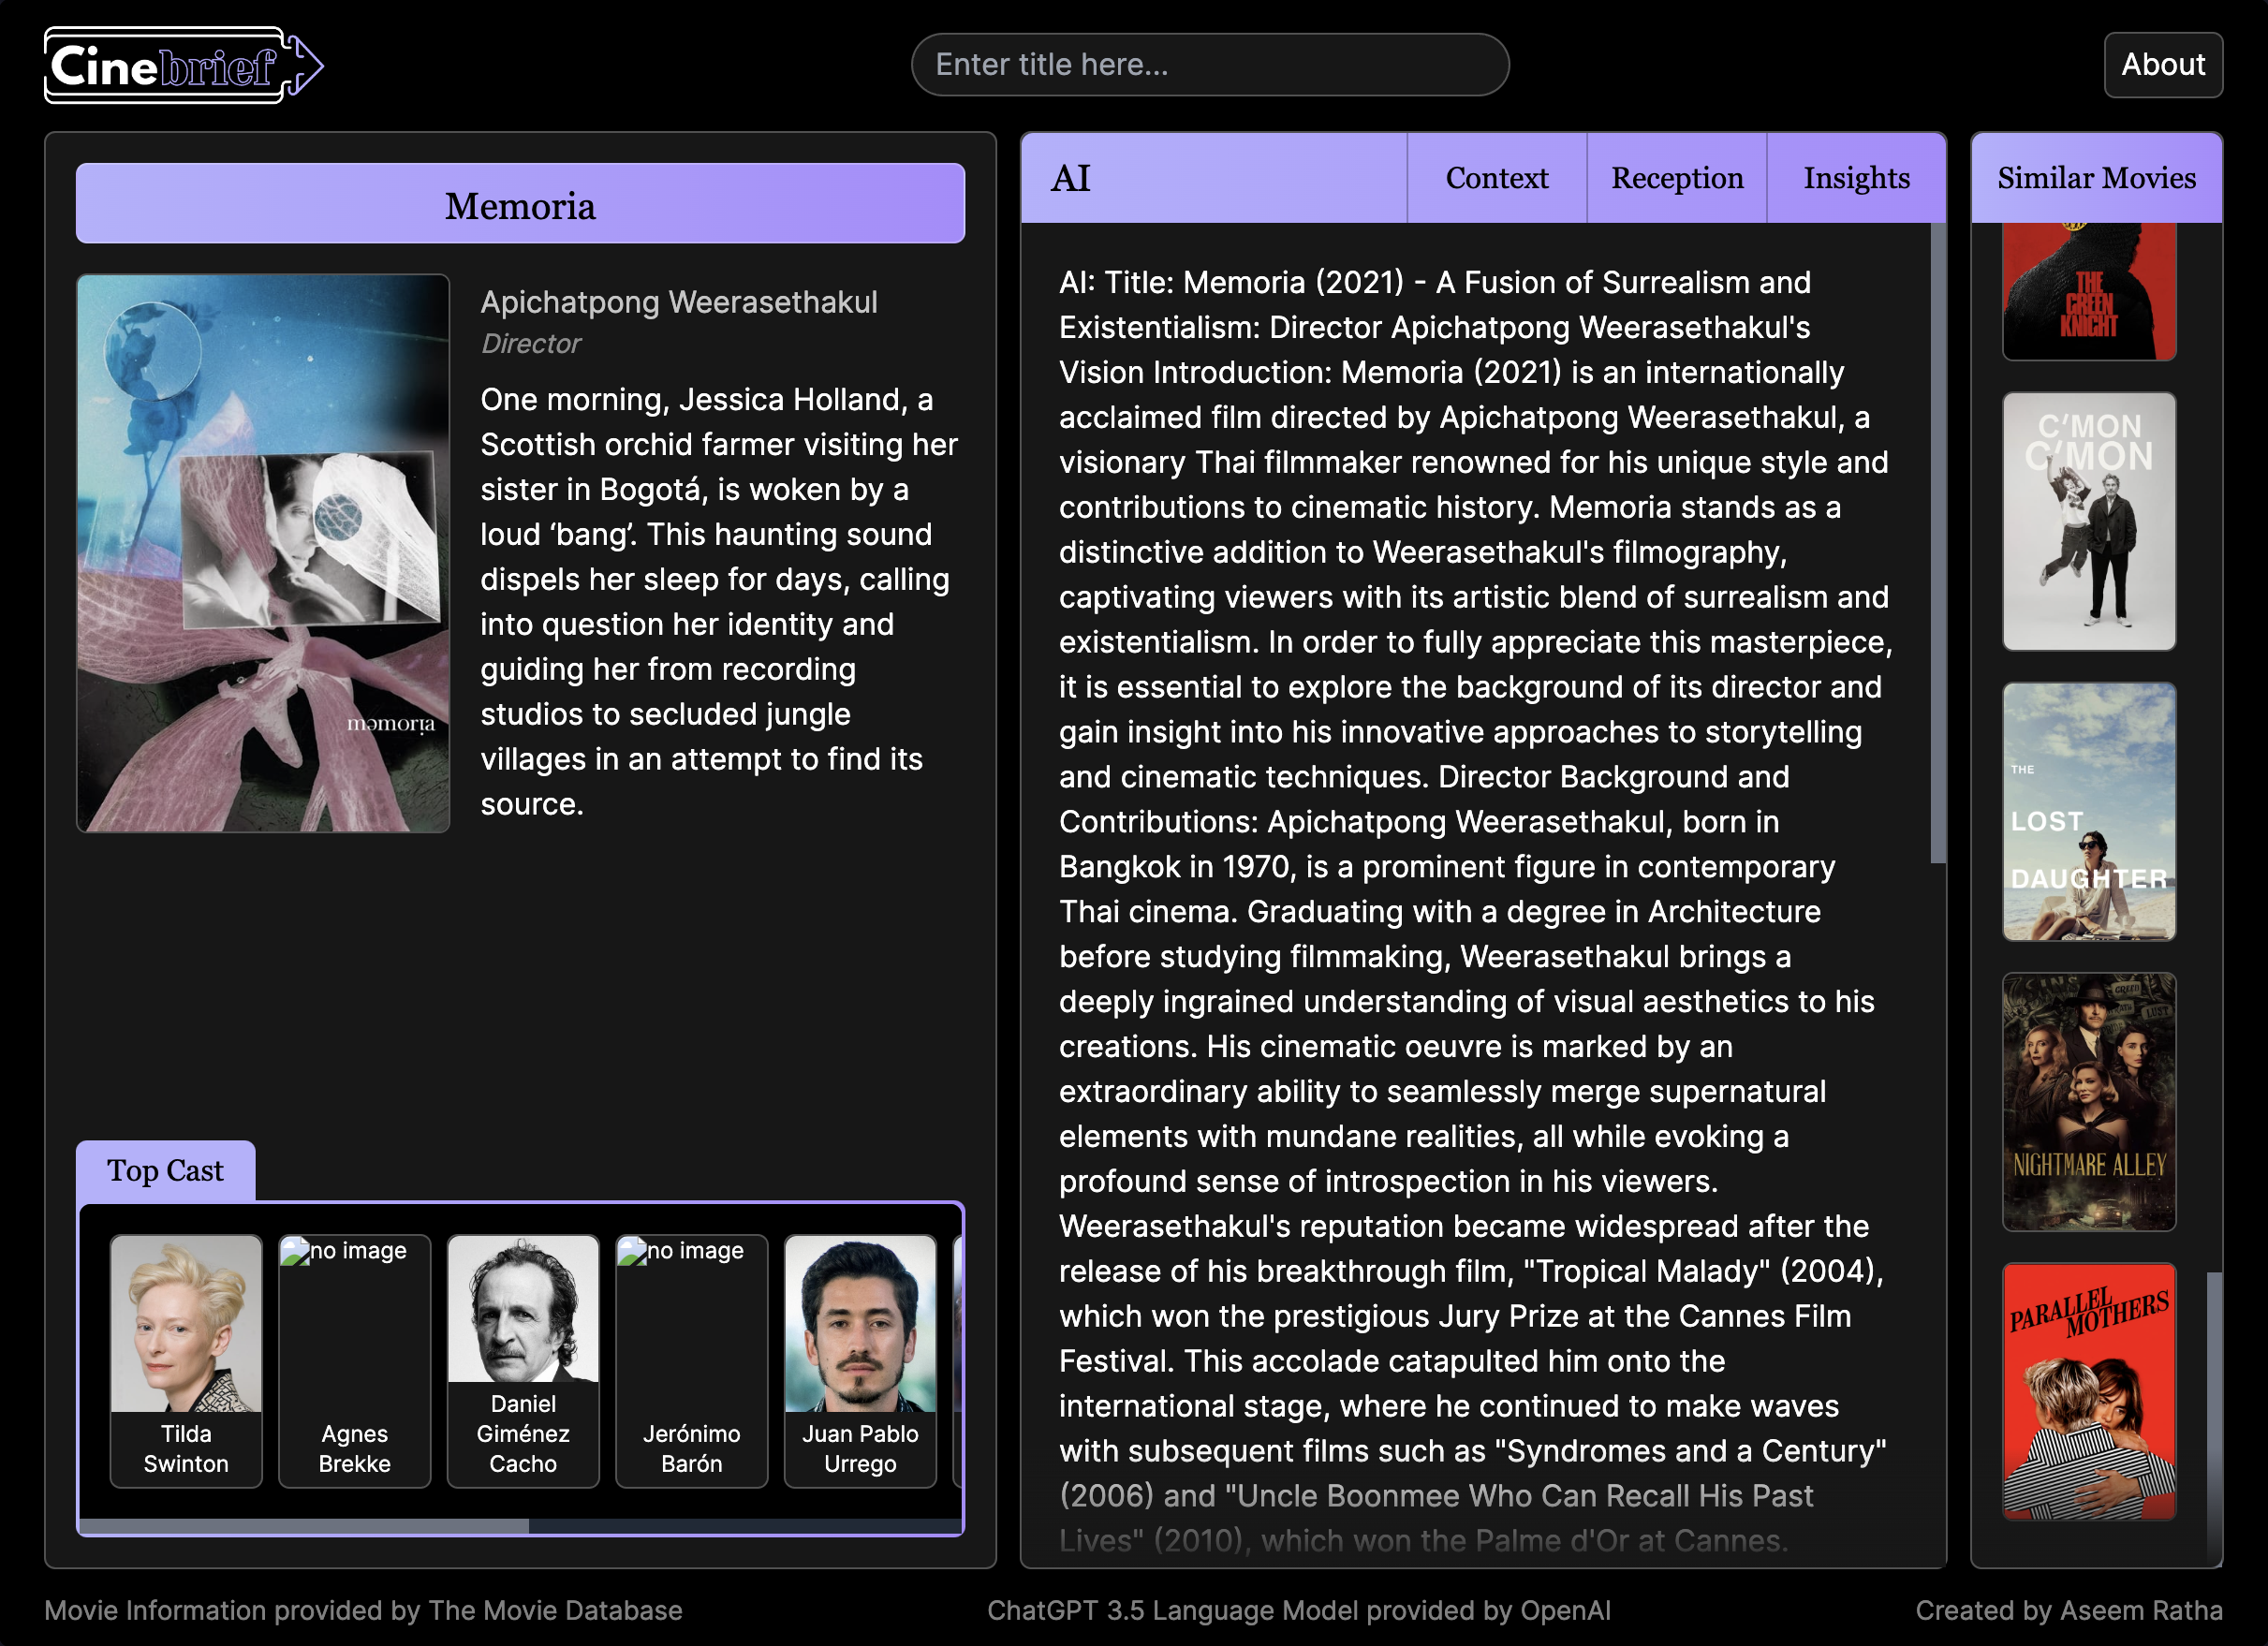 Cinebrief
Enter title here...
About
Memoria
Apichatpong Weerasethakul
Director
One morning, Jessica Holland, a
Scottish orchid farmer visiting her
sister in Bogotá, is woken by a
loud ‘bang’. This haunting sound
dispels her sleep for days, calling
into question her identity and
guiding her from recording
studios to secluded jungle
villages in an attempt to find its
source.
memoria
Top Cast
no image
no image
Tilda
Swinton
Agnes
Brekke
Daniel
Giménez
Cacho
Jerónimo
Barón
Juan Pablo
Urrego
AI
Context
Reception
Insights
AI: Title: Memoria (2021) - A Fusion of Surrealism and
Existentialism: Director Apichatpong Weerasethakul's
Vision Introduction: Memoria (2021) is an internationally
acclaimed film directed by Apichatpong Weerasethakul, a
visionary Thai filmmaker renowned for his unique style and
contributions to cinematic history. Memoria stands as a
distinctive addition to Weerasethakul's filmography,
captivating viewers with its artistic blend of surrealism and
existentialism. In order to fully appreciate this masterpiece,
it is essential to explore the background of its director and
gain insight into his innovative approaches to storytelling
and cinematic techniques. Director Background and
Contributions: Apichatpong Weerasethakul, born in
Bangkok in 1970, is a prominent figure in contemporary
Thai cinema. Graduating with a degree in Architecture
before studying filmmaking, Weerasethakul brings a
deeply ingrained understanding of visual aesthetics to his
creations. His cinematic oeuvre is marked by an
extraordinary ability to seamlessly merge supernatural
elements with mundane realities, all while evoking a
profound sense of introspection in his viewers.
Weerasethakul's reputation became widespread after the
release of his breakthrough film, "Tropical Malady" (2004),
which won the prestigious Jury Prize at the Cannes Film
Festival. This accolade catapulted him onto the
international stage, where he continued to make waves
with subsequent films such as "Syndromes and a Century"
(2006) and "Uncle Boonmee Who Can Recall His Past
Lives" (2010), which won the Palme d'Or at Cannes.
Similar Movies
THE
GREEN
KNIGHT
C'MON
C'MON
THE
LOST
DAUGHTER
GREED
LUST
NIGHTMARE ALLEY
PARALLEL
MOTHERS
Movie Information provided by The Movie Database
ChatGPT 3.5 Language Model provided by OpenAI
Created by Aseem Ratha